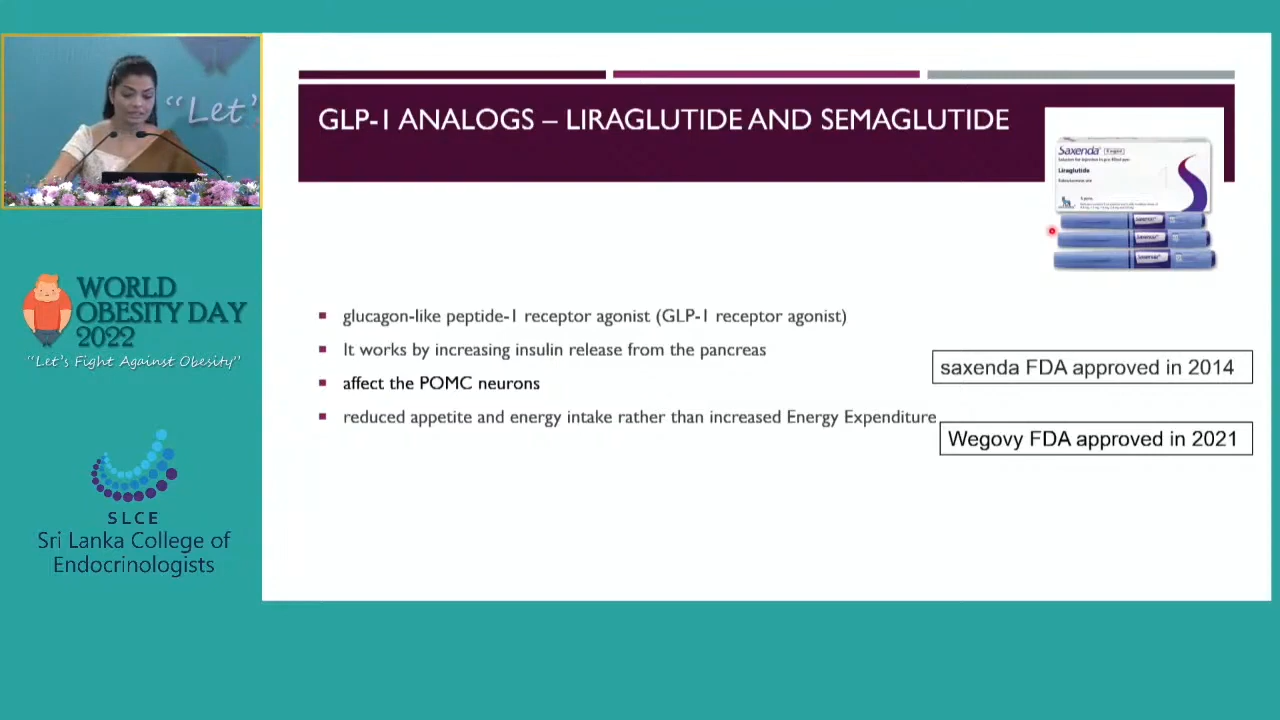 “Let’
GLP-1 ANALOGS – LIRAGLUTIDE AND SEMAGLUTIDE
Saxenda®
Liraglutide
WORLD
OBESITY DAY
2022
“Let’s Fight Against Obesity”
glucagon-like peptide-1 receptor agonist (GLP-1 receptor agonist)
It works by increasing insulin release from the pancreas
affect the POMC neurons
reduced appetite and energy intake rather than increased Energy Expenditure
saxenda FDA approved in 2014
Wegovy FDA approved in 2021
SLCE
Sri Lanka College of
Endocrinologists